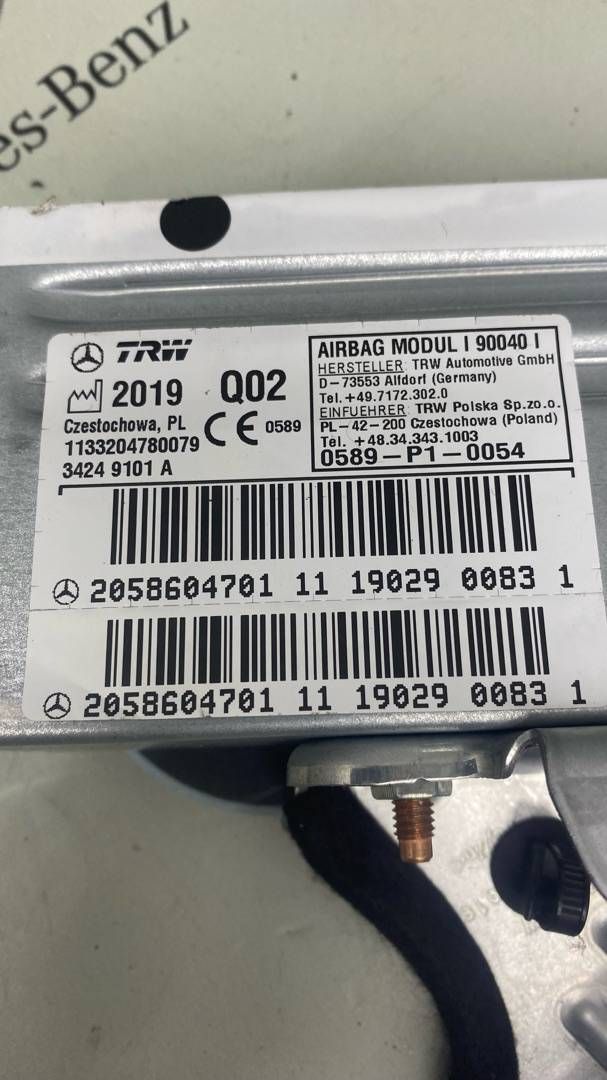 es-Benz
TRW
2019 Q02
Czestochowa, PL
1133204780079
3424 9101 A
CE 0589
AIRBAG MODUL I 90040 I
HERSTELLER: TRW Automotive GmbH
D-73553 Alfdorf (Germany)
Tel.+49.7172.302.0
EINFUEHRER: TRW Polska Sp.zo.o.
PL-42-200 Czestochowa (Poland)
Tel. +48.34.343.1003
0589-P1-0054
2058604701 11 19029 0083 1
2058604701 11 19029 0083 1